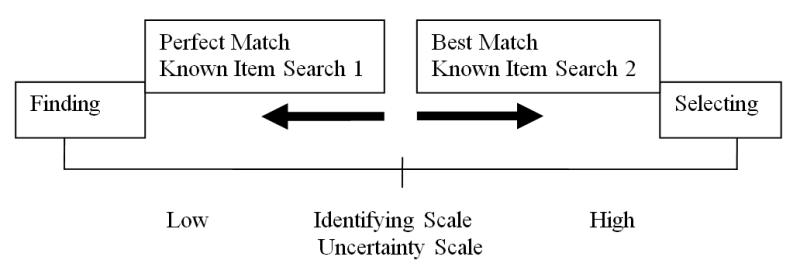 Perfect Match
Known Item Search 1
Best Match
Known Item Search 2
Finding
Selecting
Low
Identifying Scale
Uncertainty Scale
High